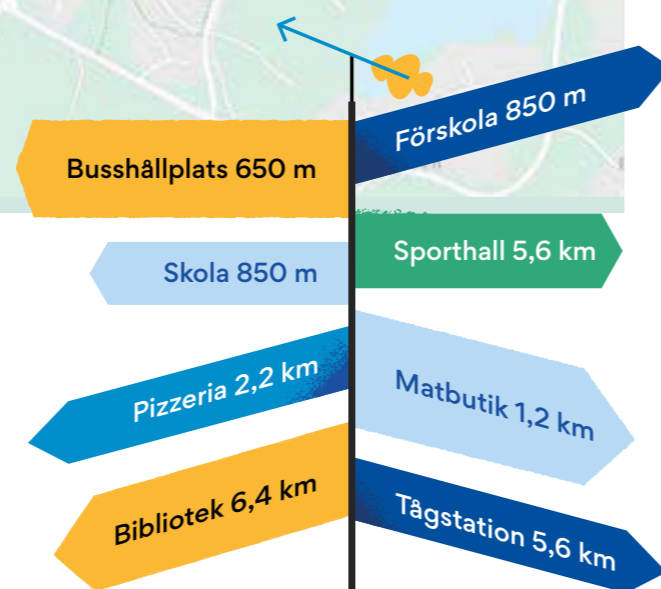 Förskola 850 m
Busshållplats 650 m
Sporthall 5,6 km
Skola 850 m
Pizzeria 2,2 km
Matbutik 1,2 km
Bibliotek 6,4 km
Tågstation 5,6 km